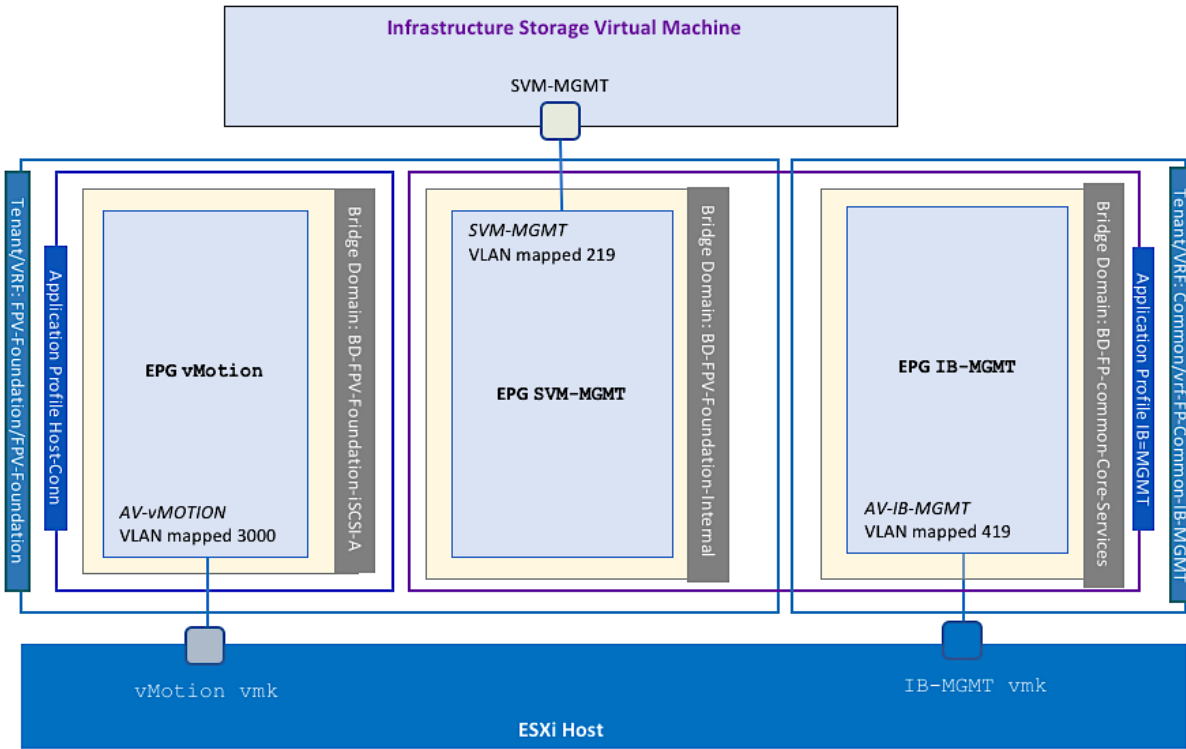 Infrastructure Storage Virtual Machine
SVM-MGMT
Tenant/VRF: FPV-Foundation/FPV-Foundation
Application Profile Host-Conn
EPG vMotion
AV-vMOTION
VLAN mapped 3000
Bridge Domain: BD-FPV-Foundation-iSCSI-A
SVM-MGMT
VLAN mapped 219
EPG SVM-MGMT
Bridge Domain: BD-FPV-Foundation-Internal
EPG IB-MGMT
AV-IB-MGMT
VLAN mapped 419
Bridge Domain: BD-FP-common-Core-Services
Application Profile IB=MGMT
Tenant/VRF: Common/vrf-FP-Common-IB-MGMT
vMotion vmk
IB-MGMT vmk
ESXi Host